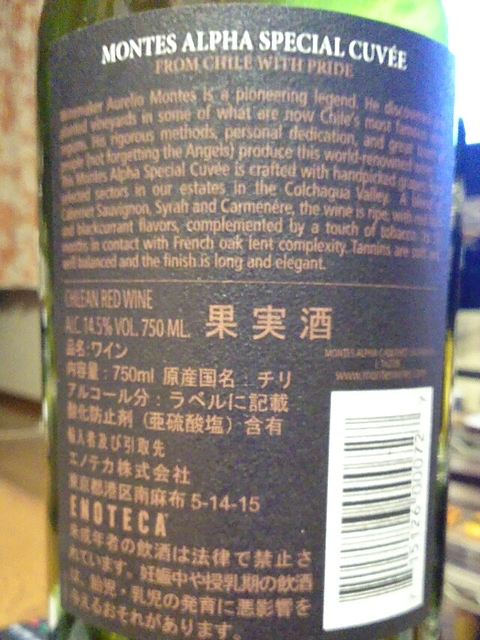 MONTES ALPHA SPECIAL CUVÉE
FROM CHILE WITH PRIDE
Winemaker Aurelio Montes is a pioneering legend. He discovered
planted vineyards in some of what are now Chile's most famous
His rigorous methods, personal dedication, and great
(not forgetting the Angels) produce this world-renowned
Montes Alpha Special Cuvée is crafted with handpicked grapes
selected sectors in our estates in the Colchagua Valley. A blend
Cabernet Sauvignon, Syrah and Carmenère, the wine is ripe, with
and blackcurrant flavors, complemented by a touch of tobacco.
months in contact with French oak lent complexity. Tannins are soft
well balanced and the finish is long and elegant.
CHILEAN RED WINE
ALC. 14.5% VOL. 750 ML.
果実酒
品名:ワイン
MONTES ALPHA CABERNET
内容量:750ml 原産国名:チリ
アルコール分:ラベルに記載
酸化防止剤(亜硫酸塩)含有
輸入者及び引取先
エノテカ株式会社
東京都港区南麻布 5-14-15
ENOTECA
未成年者の飲酒は法律で禁止さ
れています。妊娠中や授乳期の飲酒
は、胎児・乳児の発育に悪影響を
与えるおそれがあります。